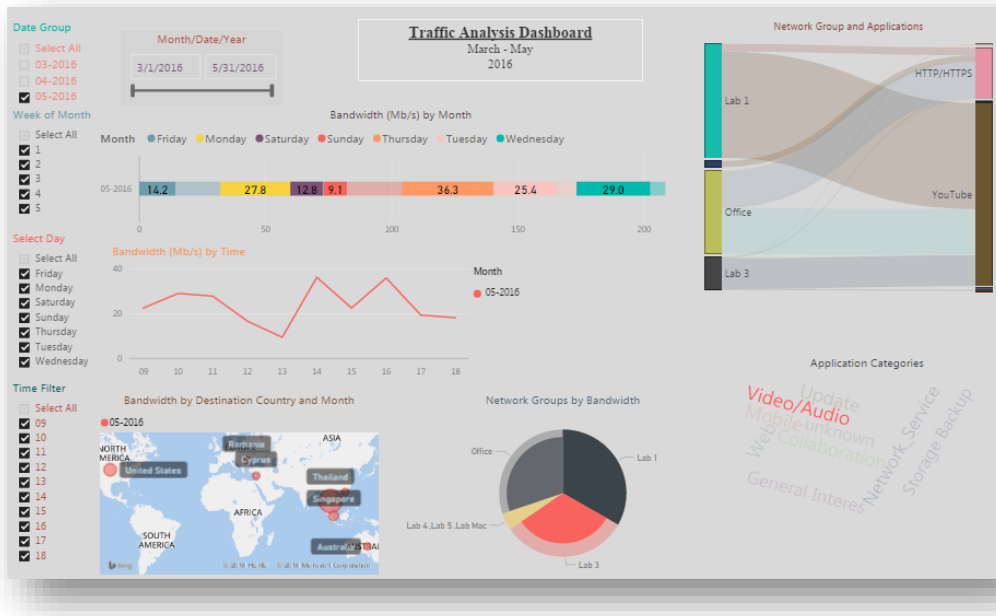 Date Group
Select All
03-2016
04-2016
05-2016
Month/Date/Year
3/1/2016 5/31/2016
Traffic Analysis Dashboard
March - May
2016
Network Group and Applications
Lab 1
Office
Lab 3
HTTP/HTTPS
YouTube
Week of Month
Select All
1
2
3
4
5
Bandwidth (Mb/s) by Month
Month Friday Monday Saturday Sunday Thursday Tuesday Wednesday
05-2016 14.2 27.8 12.8 9.1 36.3 25.4 29.0
0 50 100 150 200
Select Day
Select All
Friday
Monday
Saturday
Sunday
Thursday
Tuesday
Wednesday
Bandwidth (Mb/s) by Time
40
20
0
09 10 11 12 13 14 15 16 17 18
Month
05-2016
Time Filter
Select All
09
10
11
12
13
14
15
16
17
18
Bandwidth by Destination Country and Month
05-2016
NORTH
AMERICA
United States
SOUTH
AMERICA
Romania
Cyprus
ASIA
Thailand
Singapore
AFRICA
bing
© 2016 Microsoft Corporation
Network Groups by Bandwidth
Office
Lab 1
Lab 4 ,Lab 5 ,Lab Mac
Lab 3
Application Categories
Video/Audio
Update
Mobile
unknown
Web
Collaboration
General Interes
Network_Service
Storage Backup